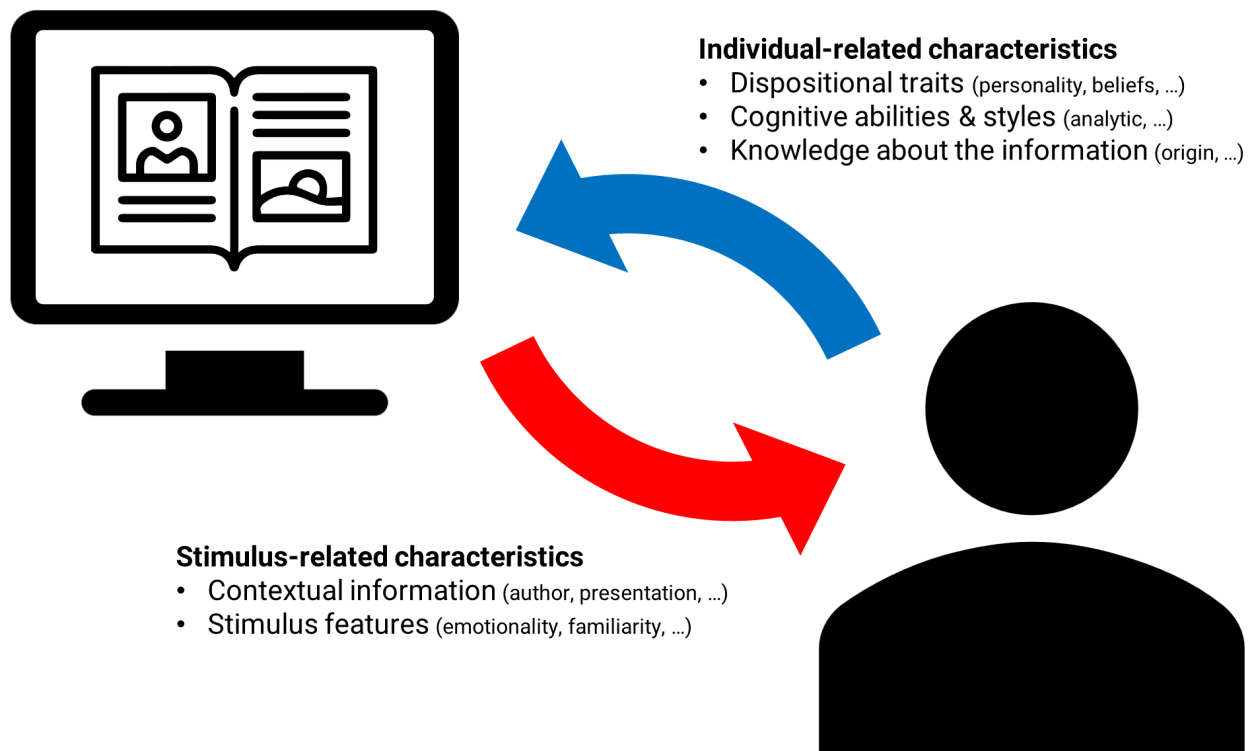 Individual-related characteristics
• Dispositional traits (personality, beliefs, ...)
• Cognitive abilities & styles (analytic, ...)
• Knowledge about the information (origin, ...)
Stimulus-related characteristics
• Contextual information (author, presentation, ...)
• Stimulus features (emotionality, familiarity, ...)